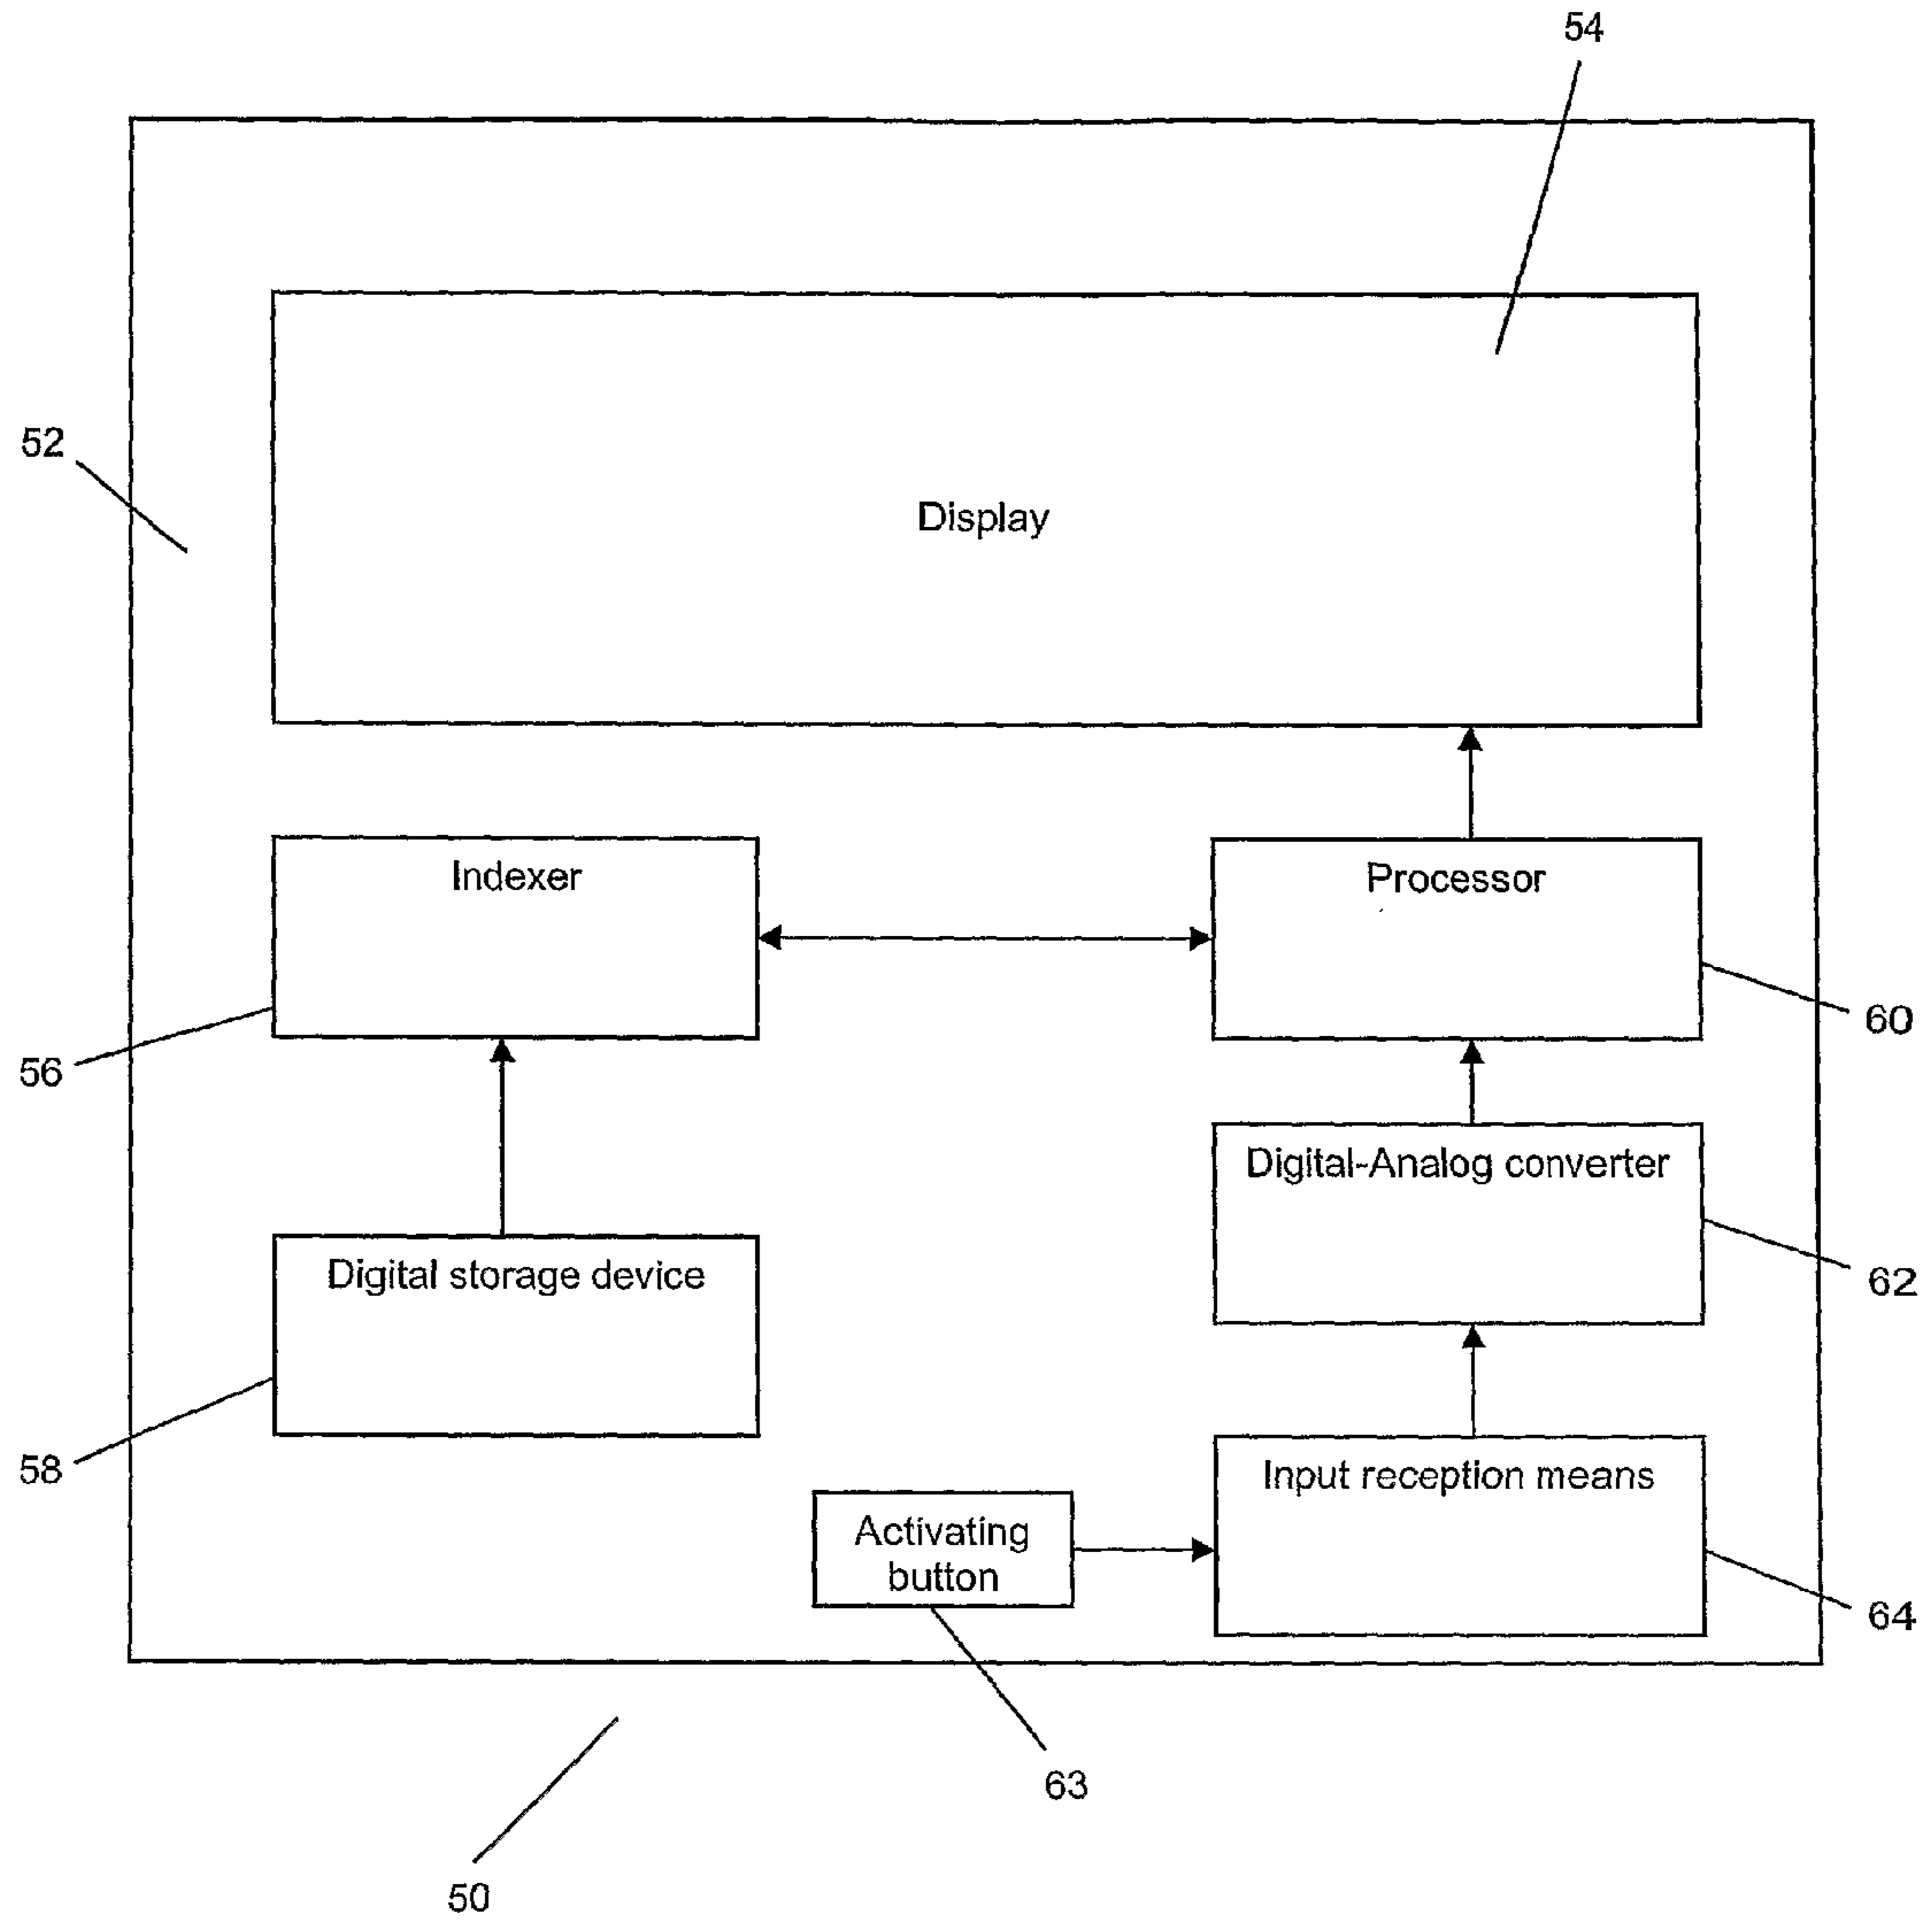 54
52
Display
Indexer
Processor
60
56
Digital-Analog converter
Digital storage device
62
58
Input reception means
Activating
button
64
63
50